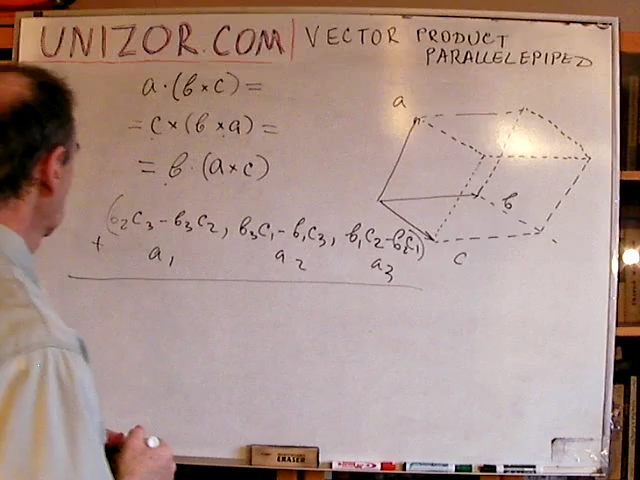 UNIZOR.COM | VECTOR PRODUCT
PARALLELEPIPED
a·(b×c)=
=c×(b×a)=
=b·(a×c)
(b₂c₃-b₃c₂, b₃c₁-b₁c₃, b₁c₂-b₂c₁)
+ a₁ a₂ a₃
a
b
c
ERASER